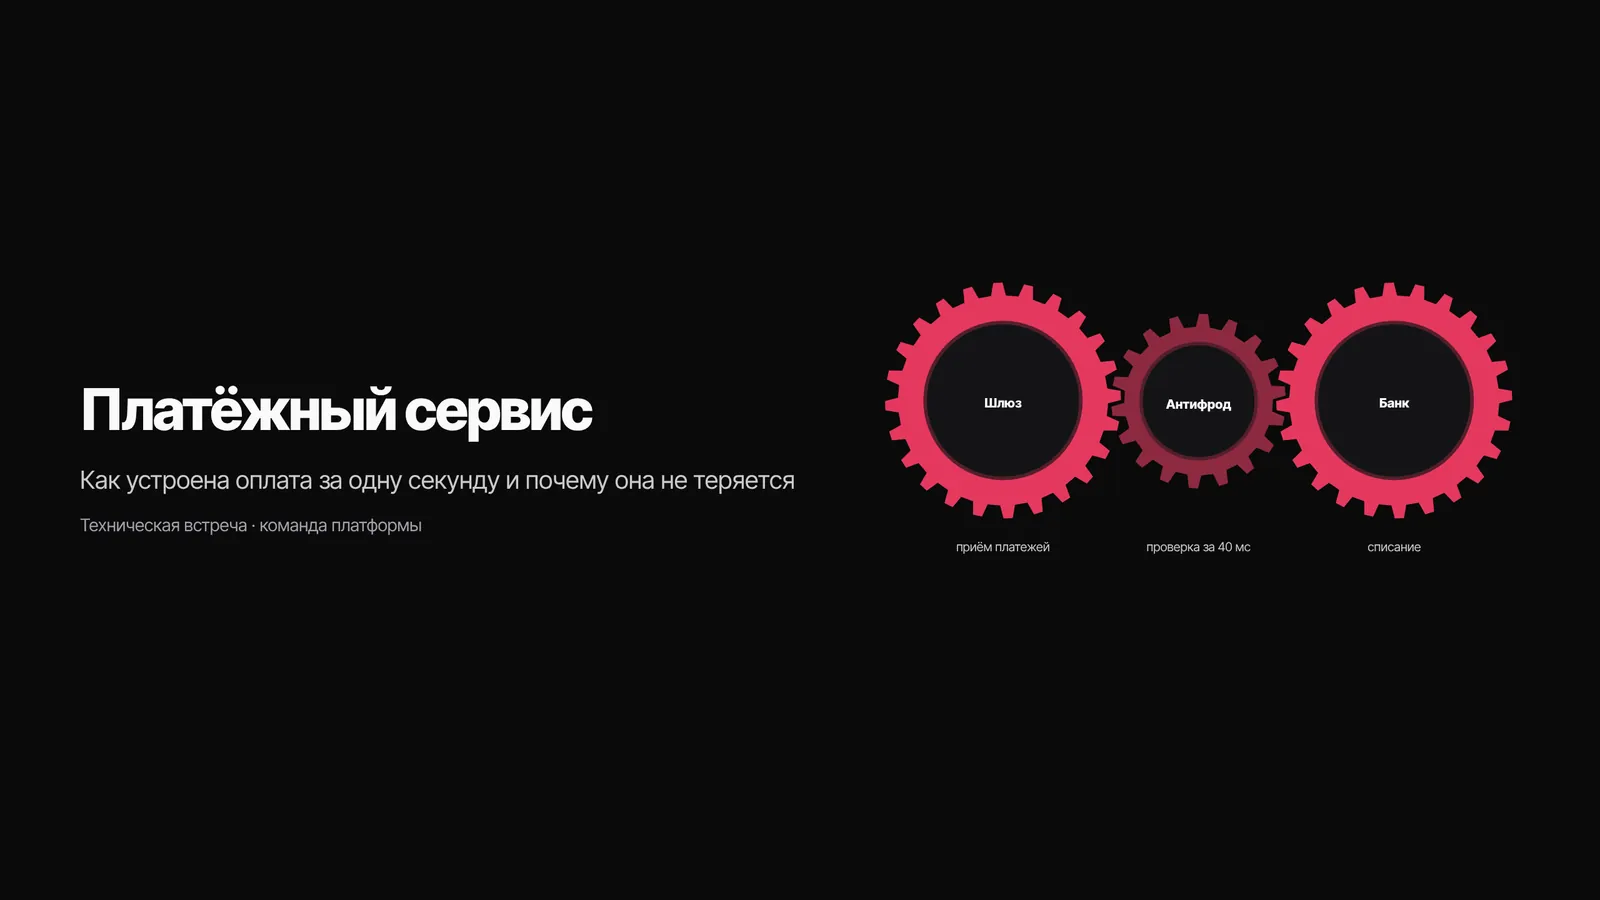 Платёжный сервис
Как устроена оплата за одну секунду и почему она не теряется
Техническая встреча · команда платформы
Шлюз
Антифрод
Банк
приём платежей
проверка за 40 мс
списание